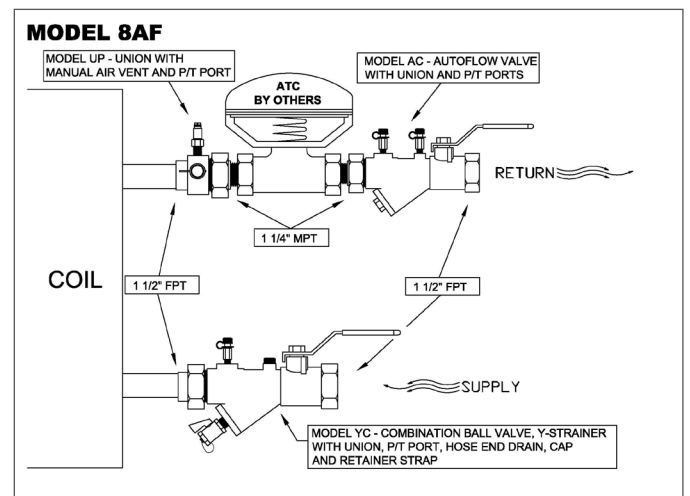 MODEL 8AF
MODEL UP - UNION WITH
MANUAL AIR VENT AND P/T PORT
MODEL AC - AUTOFLOW VALVE
WITH UNION AND P/T PORTS
ATC
BY OTHERS
RETURN
1 1/4" MPT
COIL
1 1/2" FPT
1 1/2" FPT
SUPPLY
MODEL YC - COMBINATION BALL VALVE, Y-STRAINER
WITH UNION, P/T PORT, HOSE END DRAIN, CAP
AND RETAINER STRAP